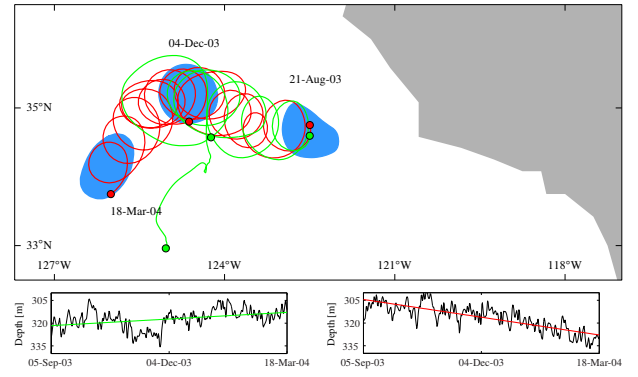 04-Dec-03
21-Aug-03
35°N
18-Mar-04
33°N
127°W 124°W 121°W 118°W
Depth [m] 305 320 335
05-Sep-03 04-Dec-03 18-Mar-04
Depth [m] 305 320 335
05-Sep-03 04-Dec-03 18-Mar-04